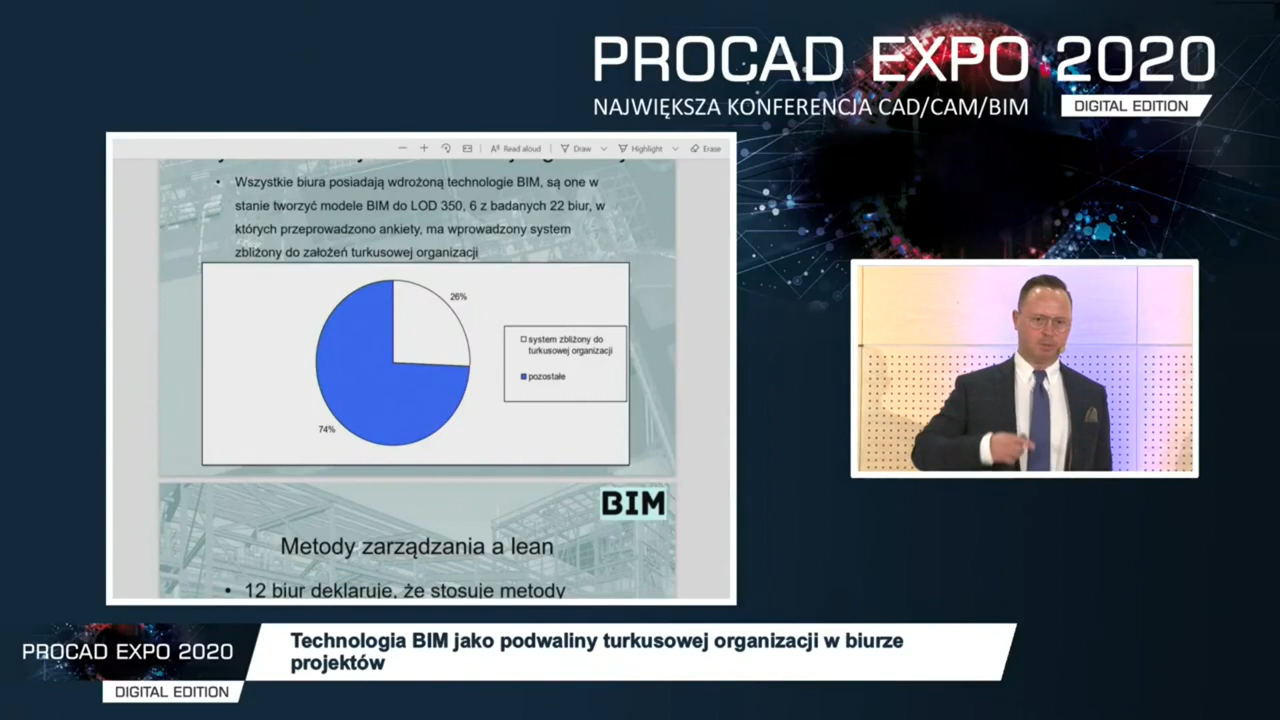 PROCAD EXPO 2020
NAJWIĘKSZA KONFERENCJA CAD/CAM/BIM
DIGITAL EDITION
Read aloud
Draw
Highlight
Erase
• Wszystkie biura posiadają wdrożoną technologie BIM, są one w
stanie tworzyć modele BIM do LOD 350, 6 z badanych 22 biur, w
których przeprowadzono ankiety, ma wprowadzony system
zbliżony do założeń turkusowej organizacji
26%
74%
system zbliżony do
turkusowej organizacji
pozostałe
BIM
Metody zarządzania a lean
• 12 biur deklaruje, że stosuje metody
PROCAD EXPO 2020
DIGITAL EDITION
Technologia BIM jako podwaliny turkusowej organizacji w biurze
projektów